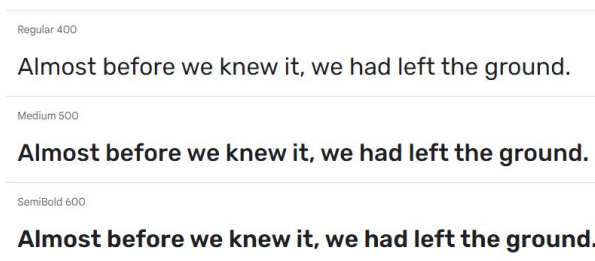 Regular 400
Almost before we knew it, we had left the ground.
Medium 500
Almost before we knew it, we had left the ground.
SemiBold 600
Almost before we knew it, we had left the ground.